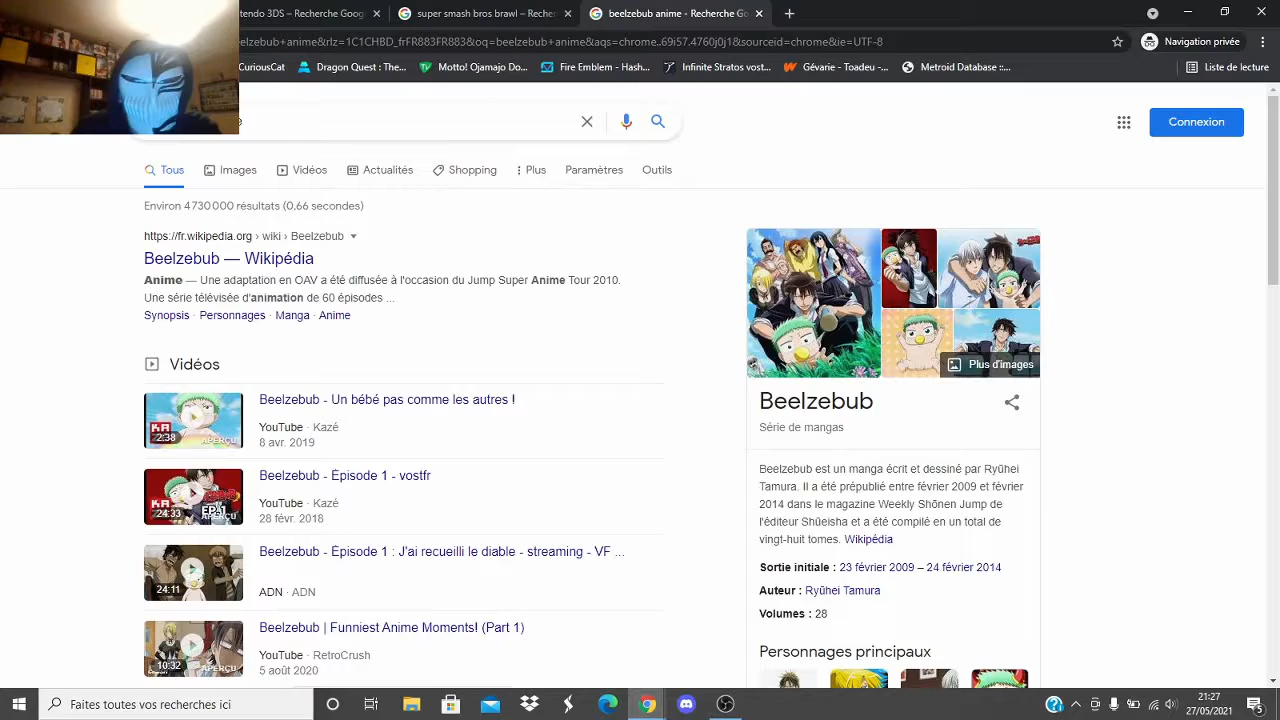 tendo 3DS – Recherche Goog
super smash bros brawl – Recher
beelzebub anime - Recherche Go
elzebub+anime&rlz=1C1CHBD_frFR883FR883&oq=beelzebub+anime&aqs=chrome..69i57.4760j0j1&sourceid=chrome&ie=UTF-8
Navigation privée
CuriousCat
Dragon Quest : The...
Motto! Ojamajo Do...
Fire Emblem - Hash...
Infinite Stratos vost...
Gévarie - Toadeu -...
Metroid Database ::...
Liste de lecture
Connexion
Tous
Images
Vidéos
Actualités
Shopping
Plus
Paramètres
Outils
Environ 4 730 000 résultats (0,66 secondes)
https://fr.wikipedia.org › wiki › Beelzebub
Beelzebub — Wikipédia
Anime — Une adaptation en OAV a été diffusée à l'occasion du Jump Super Anime Tour 2010.
Une série télévisée d'animation de 60 épisodes ...
Synopsis · Personnages · Manga · Anime
Vidéos
KA
2:38
APERÇU
Beelzebub - Un bébé pas comme les autres !
YouTube · Kazé
8 avr. 2019
KA
24:33
EP.1
APERÇU
Beelzebub - Épisode 1 - vostfr
YouTube · Kazé
28 févr. 2018
24:11
Beelzebub - Épisode 1 : J'ai recueilli le diable - streaming - VF ...
ADN · ADN
10:32
APERÇU
Beelzebub | Funniest Anime Moments! (Part 1)
YouTube · RetroCrush
5 août 2020
Plus d'images
Beelzebub
Série de mangas
Beelzebub est un manga écrit et dessiné par Ryūhei
Tamura. Il a été prépublié entre février 2009 et février
2014 dans le magazine Weekly Shōnen Jump de
l'éditeur Shūeisha et a été compilé en un total de
vingt-huit tomes. Wikipédia
Sortie initiale : 23 février 2009 – 24 février 2014
Auteur : Ryūhei Tamura
Volumes : 28
Personnages principaux
Faites toutes vos recherches ici
21:27
27/05/2021